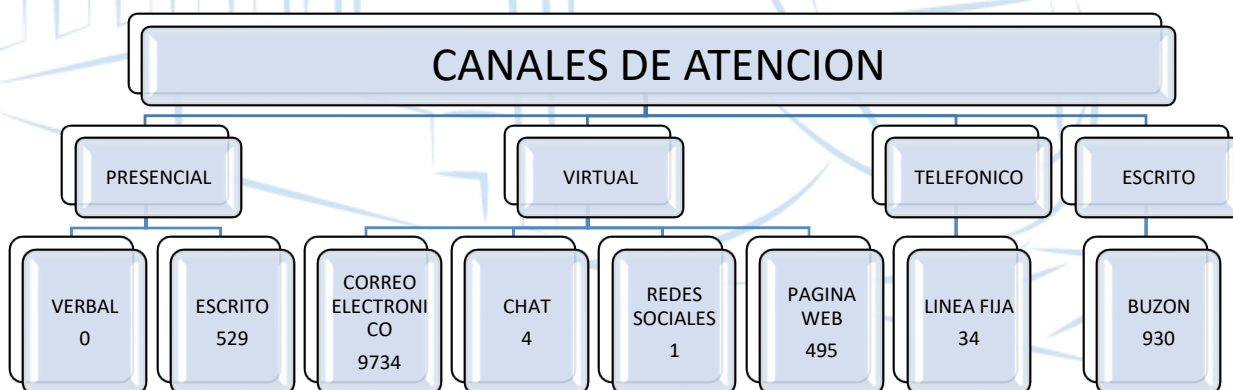 CANALES DE ATENCION
PRESENCIAL
VIRTUAL
TELEFONICO
ESCRITO
VERBAL
0
ESCRITO
529
CORREO
ELECTRONI
CO
9734
CHAT
4
REDES
SOCIALES
1
PAGINA
WEB
495
LINEA FIJA
34
BUZON
930